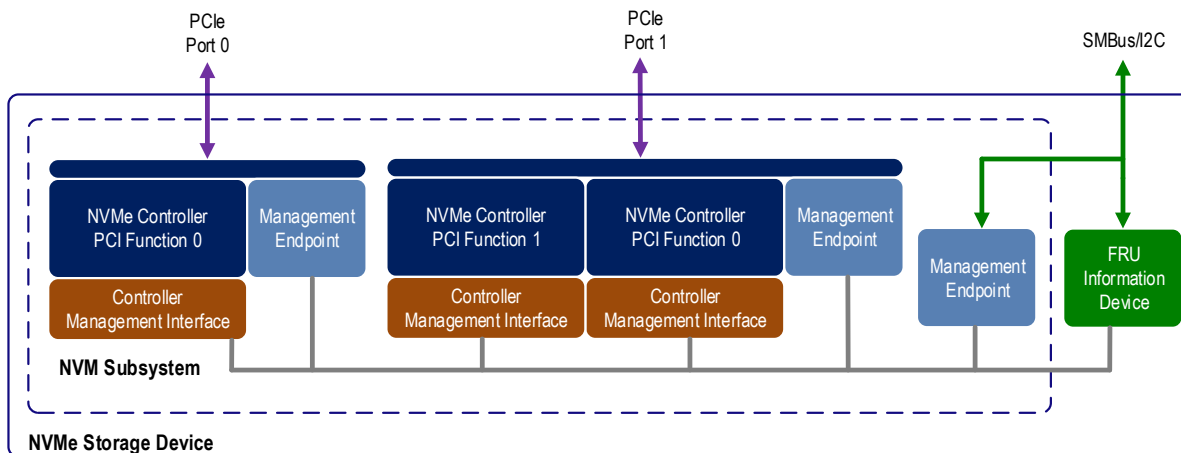 PCIe
Port 0
PCIe
Port 1
SMBus/I2C
NVMe Controller
PCI Function 0
Management
Endpoint
NVMe Controller
PCI Function 1
NVMe Controller
PCI Function 0
Management
Endpoint
Management
Endpoint
FRU
Information
Device
Controller
Management Interface
Controller
Management Interface
Controller
Management Interface
NVM Subsystem
NVMe Storage Device